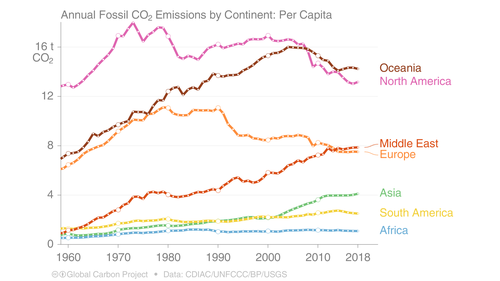 Annual Fossil CO₂ Emissions by Continent: Per Capita
16 t
CO₂
12
8
4
0
Oceania
North America
Middle East
Europe
Asia
South America
Africa
1960 1970 1980 1990 2000 2010 2018
Global Carbon Project • Data: CDIAC/UNFCCC/BP/USGS